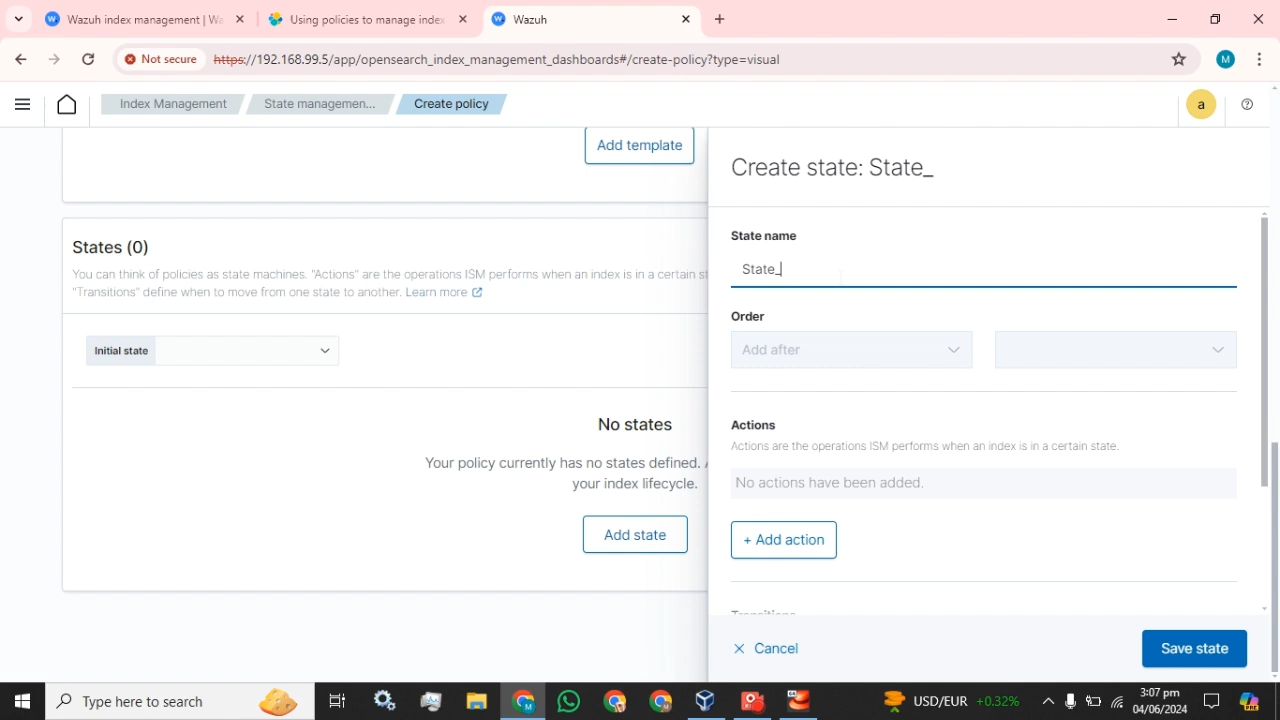 Wazuh index management | Wa
Using policies to manage index
Wazuh
Not secure
https://192.168.99.5/app/opensearch_index_management_dashboards#/create-policy?type=visual
M
Index Management
State managemen...
Create policy
a
Add template
Create state: State_
States (0)
You can think of policies as state machines. "Actions" are the operations ISM performs when an index is in a certain st
"Transitions" define when to move from one state to another. Learn more
State name
State_
Order
Add after
Initial state
No states
Your policy currently has no states defined.
your index lifecycle.
Add state
Actions
Actions are the operations ISM performs when an index is in a certain state.
No actions have been added.
+ Add action
Transitions
Cancel
Save state
Type here to search
USD/EUR +0.32%
3:07 pm
04/06/2024